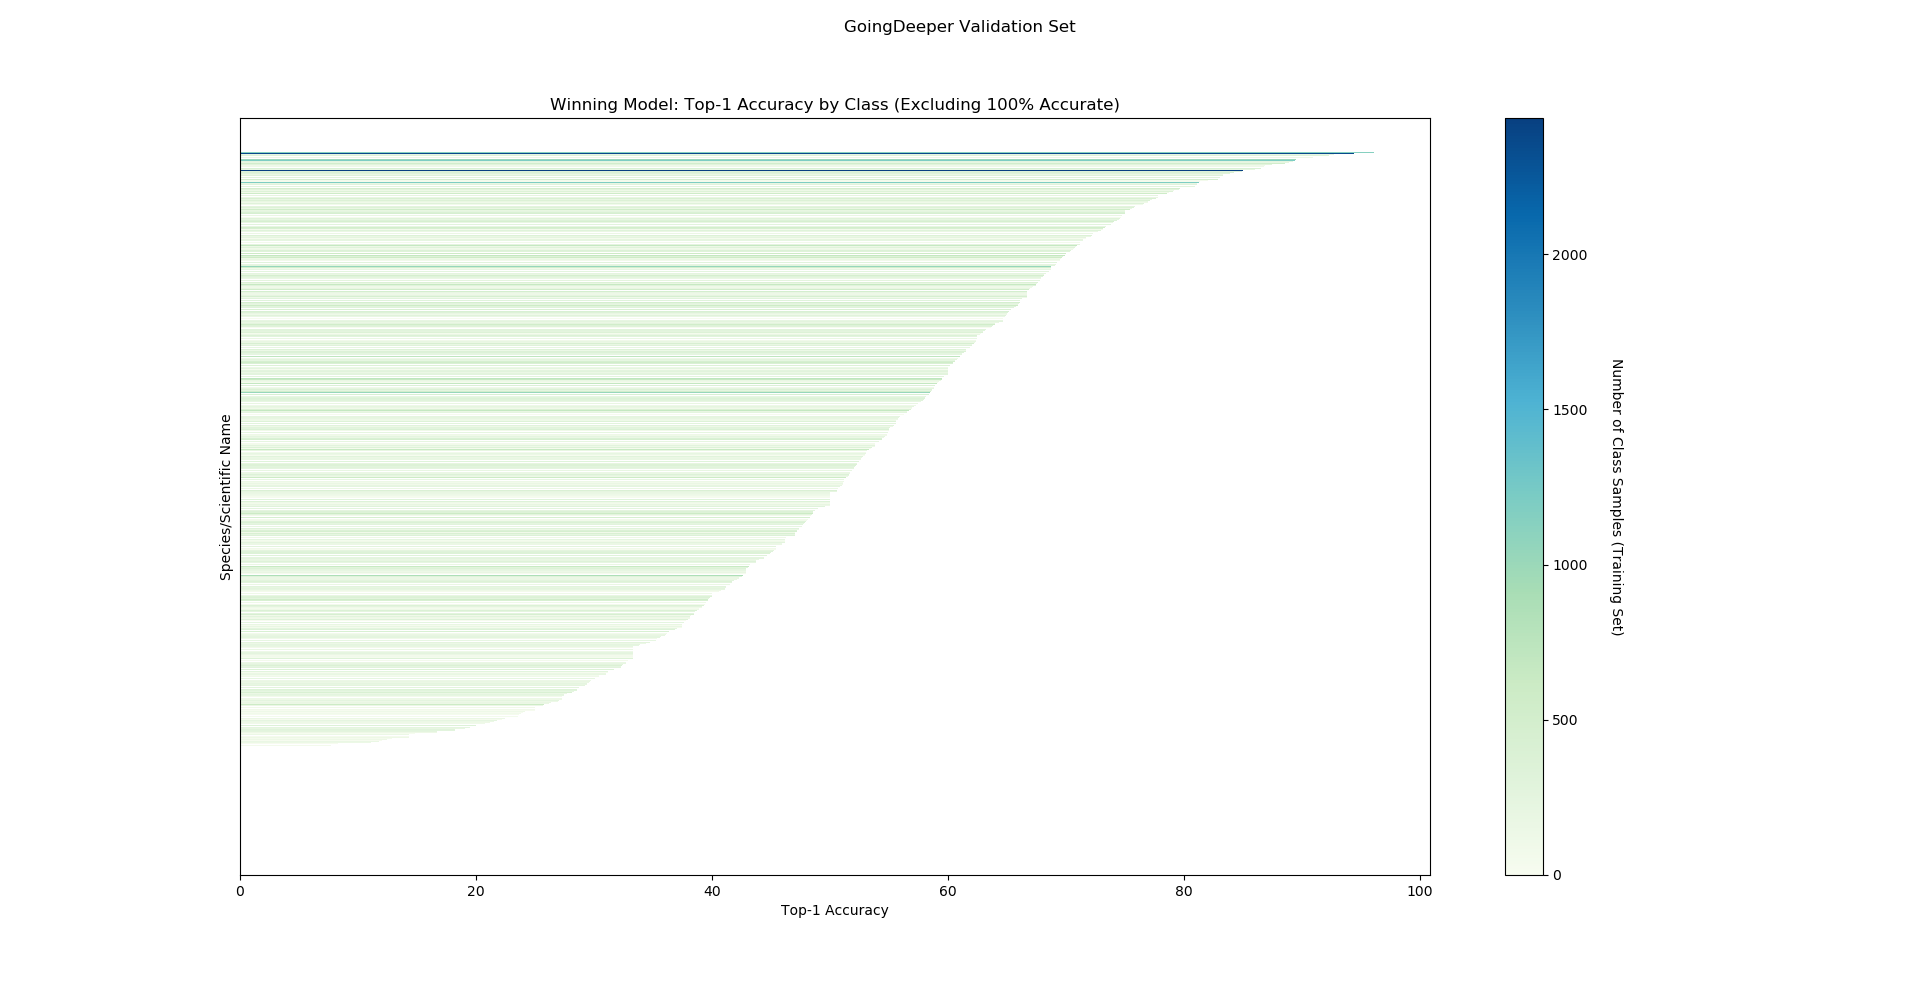 GoingDeeper Validation Set
Winning Model: Top-1 Accuracy by Class (Excluding 100% Accurate)
Species/Scientific Name
0
20
40
60
80
100
Top-1 Accuracy
2000
1500
1000
500
0
Number of Class Samples (Training Set)